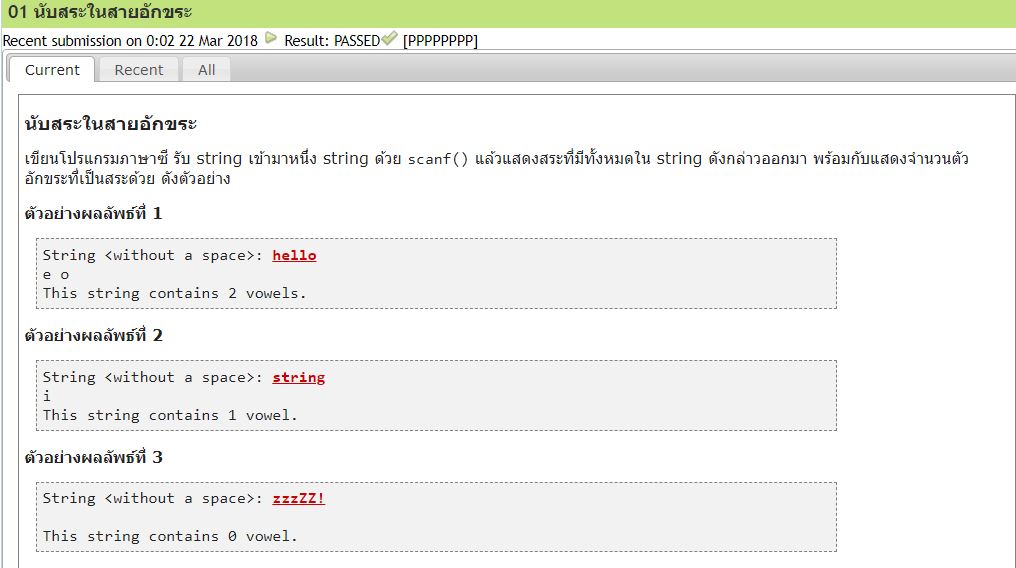 01 นับสระในสายอักขระ
Recent submission on 0:02 22 Mar 2018 Result: PASSED [PPPPPPPP]
Current Recent All
นับสระในสายอักขระ
เขียนโปรแกรมภาษาซี รับ string เข้ามาหนึ่ง string ด้วย scanf() แล้วแสดงสระที่มีทั้งหมดใน string ดังกล่าวออกมา พร้อมกับแสดงจำนวนตัว
อักขระที่เป็นสระด้วย ดังตัวอย่าง
ตัวอย่างผลลัพธ์ที่ 1
String <without a space>: hello
e o
This string contains 2 vowels.
ตัวอย่างผลลัพธ์ที่ 2
String <without a space>: string
i
This string contains 1 vowel.
ตัวอย่างผลลัพธ์ที่ 3
String <without a space>: zzzZZ!
This string contains 0 vowel.